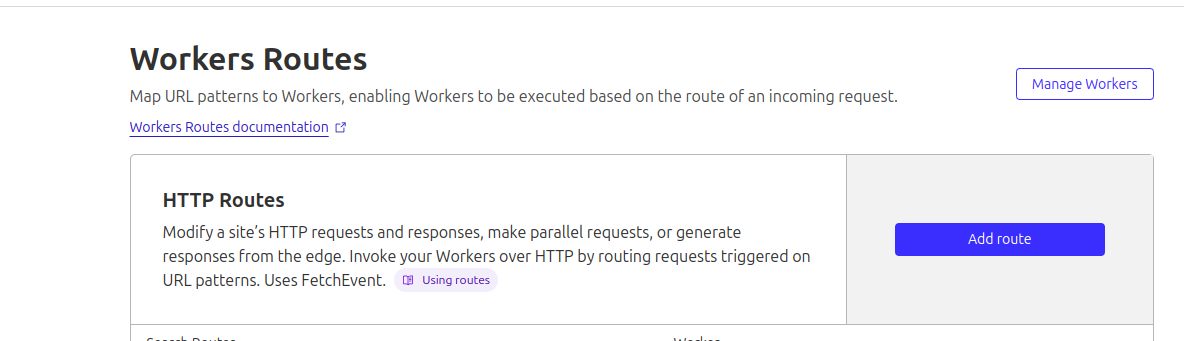 Workers Routes
Map URL patterns to Workers, enabling Workers to be executed based on the route of an incoming request.
Manage Workers
Workers Routes documentation
HTTP Routes
Modify a site’s HTTP requests and responses, make parallel requests, or generate
responses from the edge. Invoke your Workers over HTTP by routing requests triggered on
URL patterns. Uses FetchEvent. Using routes
Add route
Search Routes
Worker